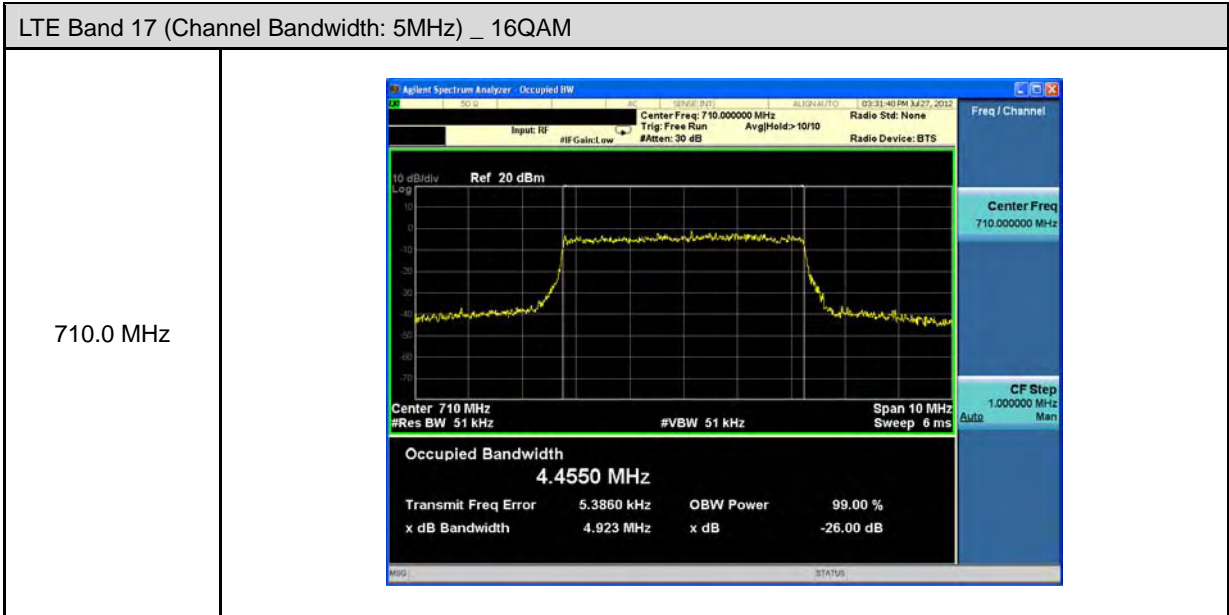 LTE Band 17 (Channel Bandwidth: 5MHz) _ 16QAM
710.0 MHz
Agilent Spectrum Analyzer - Occupied BW
50 Ω AC SENSE:INT ALIGNAUTO 03:31:40 PM Jul 27, 2012
Center Freq: 710.000000 MHz Radio Std: None
Input: RF Trig: Free Run Avg|Hold:>10/10
#IFGain:Low #Atten: 30 dB Radio Device: BTS
Freq / Channel
10 dB/div Ref 20 dBm
Log
10
0
-10
-20
-30
-40
-50
-60
-70
Center 710 MHz Span 10 MHz
#Res BW 51 kHz #VBW 51 kHz Sweep 6 ms
Center Freq
710.000000 MHz
CF Step
1.000000 MHz
Auto Man
Occupied Bandwidth
4.4550 MHz
Transmit Freq Error 5.3860 kHz OBW Power 99.00 %
x dB Bandwidth 4.923 MHz x dB -26.00 dB
MSG STATUS